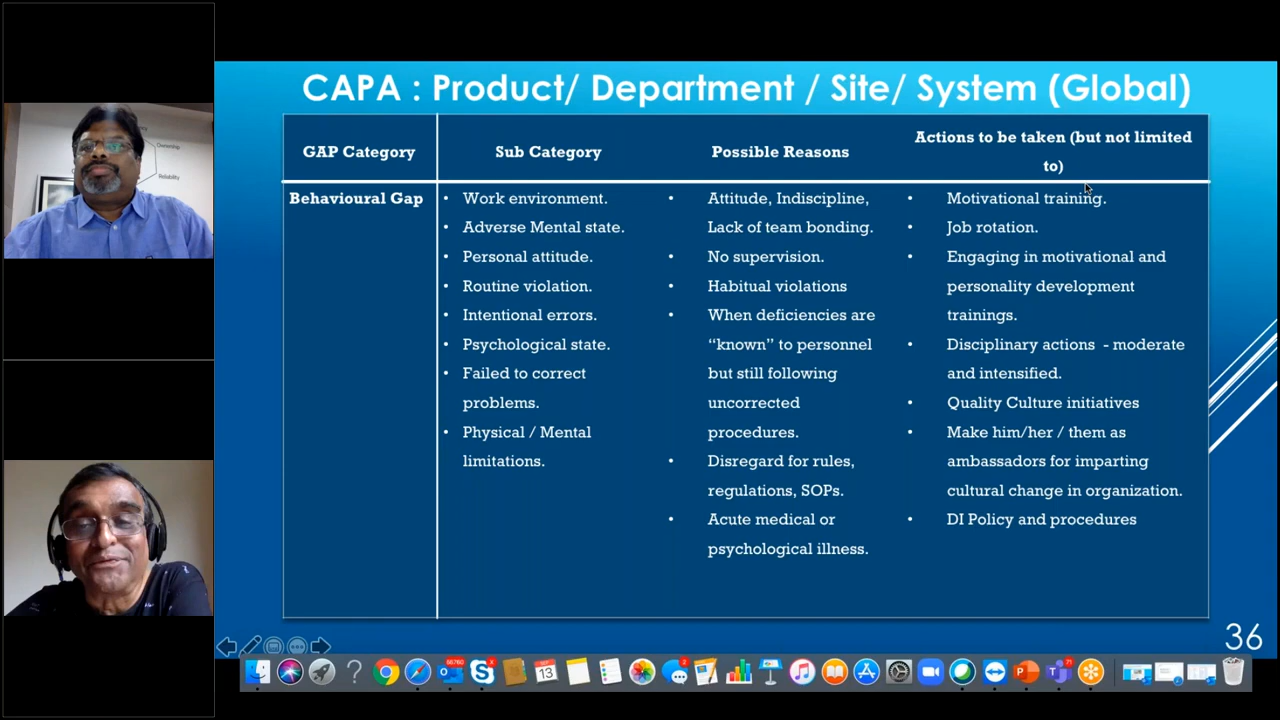 CAPA : Product/ Department / Site/ System (Global)
GAP Category
Sub Category
Possible Reasons
Actions to be taken (but not limited
to)
Behavioural Gap
• Work environment.
• Adverse Mental state.
• Personal attitude.
• Routine violation.
• Intentional errors.
• Psychological state.
• Failed to correct
problems.
• Physical / Mental
limitations.
• Attitude, Indiscipline,
Lack of team bonding.
• No supervision.
• Habitual violations
• When deficiencies are
“known” to personnel
but still following
uncorrected
procedures.
• Disregard for rules,
regulations, SOPs.
• Acute medical or
psychological illness.
• Motivational training.
• Job rotation.
• Engaging in motivational and
personality development
trainings.
• Disciplinary actions - moderate
and intensified.
• Quality Culture initiatives
• Make him/her / them as
ambassadors for imparting
cultural change in organization.
• DI Policy and procedures
36
Ownership
Reliability
13